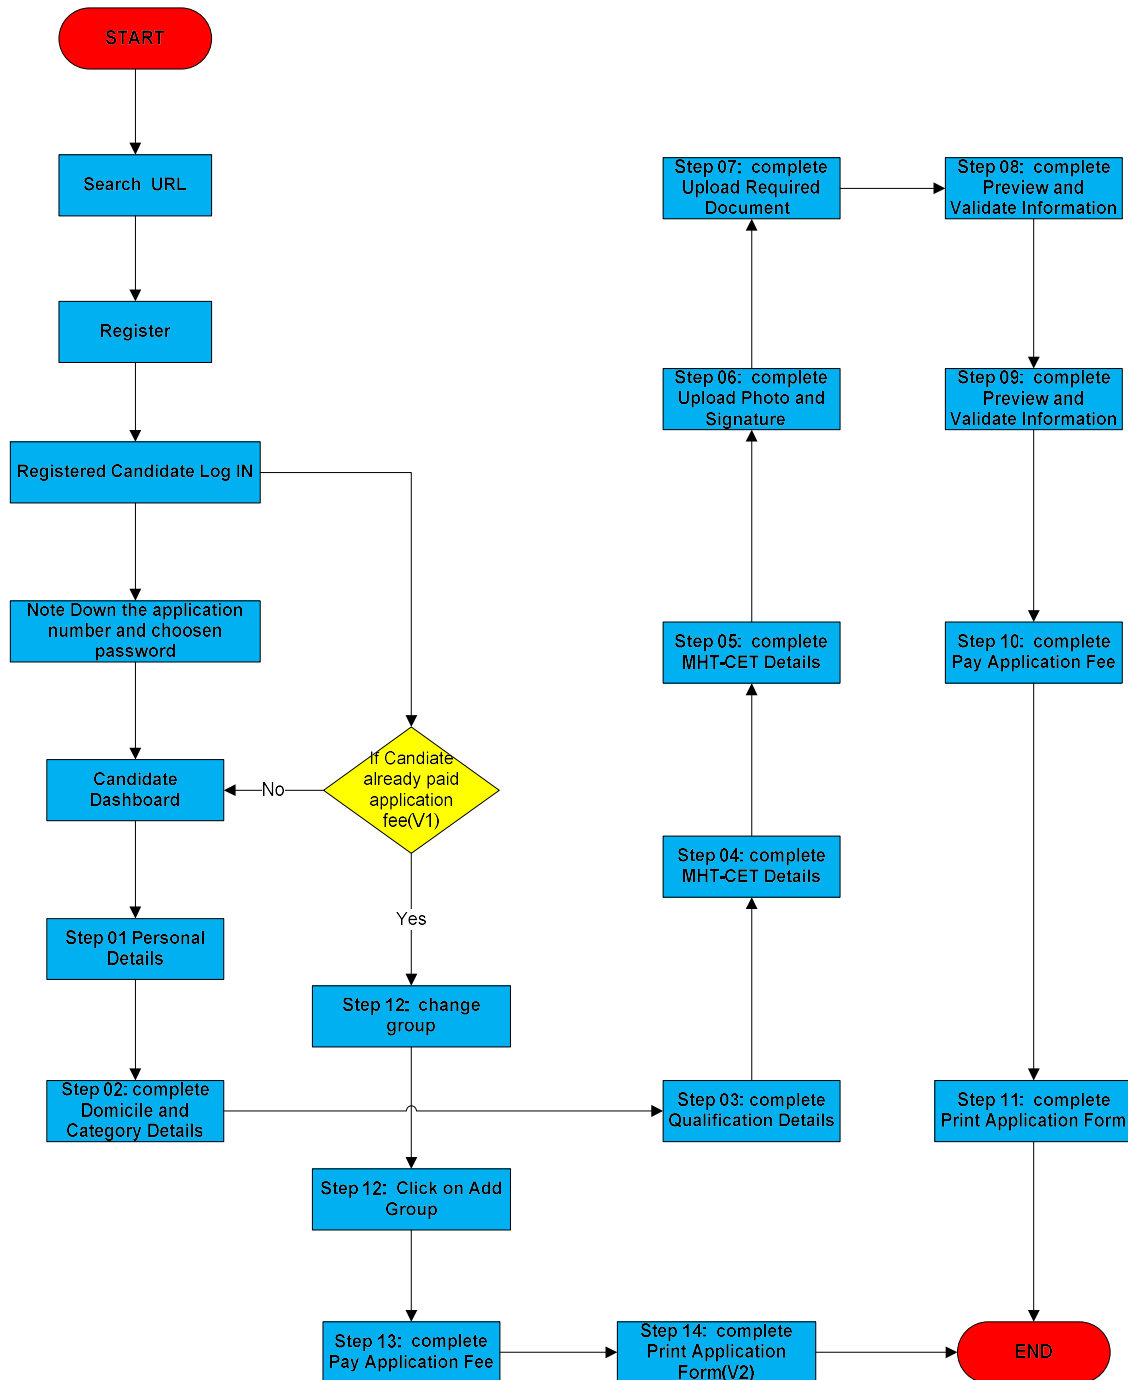 START
Search  URL
Register
Registered Candidate Log IN
Note Down the application
number and choosen
password
Candidate
Dashboard
No
If Candiate
already paid
application
fee(V1)
Yes
Step 01 Personal
Details
Step 02: complete
Domicile and
Category Details
Step 12:  change
group
Step 12:  Click on Add
Group
Step 13:  complete
Pay Application Fee
Step 14:  complete
Print Application
Form(V2)
Step 03: complete
Qualification Details
Step 04: complete
MHT-CET Details
Step 05:  complete
MHT-CET Details
Step 06:  complete
Upload Photo and
Signature
Step 07:  complete
Upload Required
Document
Step 08:  complete
Preview and
Validate Information
Step 09:  complete
Preview and
Validate Information
Step 10:  complete
Pay Application Fee
Step 11:  complete
Print Application Form
END